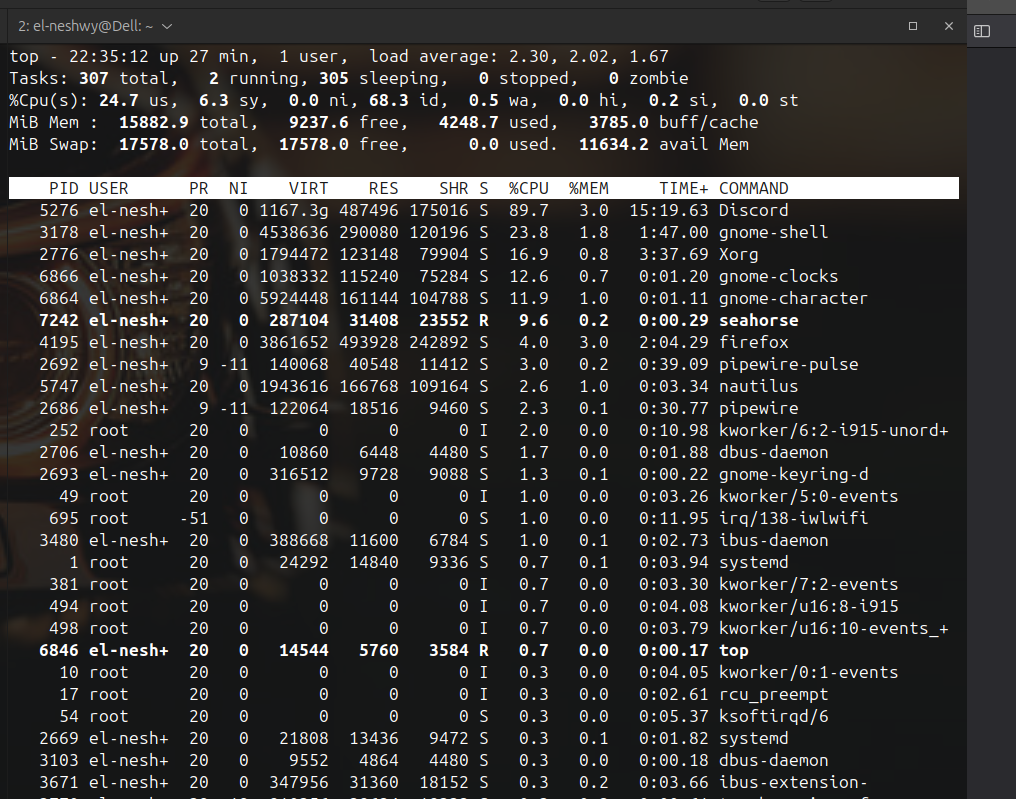 2: el-neshwy@Dell: ~
top - 22:35:12 up 27 min,  1 user,  load average: 2.30, 2.02, 1.67
Tasks: 307 total,   2 running, 305 sleeping,   0 stopped,   0 zombie
%Cpu(s): 24.7 us,  6.3 sy,  0.0 ni, 68.3 id,  0.5 wa,  0.0 hi,  0.2 si,  0.0 st
MiB Mem :  15882.9 total,   9237.6 free,   4248.7 used,   3785.0 buff/cache
MiB Swap:  17578.0 total,  17578.0 free,      0.0 used.  11634.2 avail Mem
PID USER PR NI VIRT RES SHR S %CPU %MEM TIME+ COMMAND
5276 el-nesh+ 20 0 1167.3g 487496 175016 S 89.7 3.0 15:19.63 Discord
3178 el-nesh+ 20 0 4538636 290080 120196 S 23.8 1.8 1:47.00 gnome-shell
2776 el-nesh+ 20 0 1794472 123148 79904 S 16.9 0.8 3:37.69 Xorg
6866 el-nesh+ 20 0 1038332 115240 75284 S 12.6 0.7 0:01.20 gnome-clocks
6864 el-nesh+ 20 0 5924448 161144 104788 S 11.9 1.0 0:01.11 gnome-character
7242 el-nesh+ 20 0 287104 31408 23552 R 9.6 0.2 0:00.29 seahorse
4195 el-nesh+ 20 0 3861652 493928 242892 S 4.0 3.0 2:04.29 firefox
2692 el-nesh+ 9 -11 140068 40548 11412 S 3.0 0.2 0:39.09 pipewire-pulse
5747 el-nesh+ 20 0 1943616 166768 109164 S 2.6 1.0 0:03.34 nautilus
2686 el-nesh+ 9 -11 122064 18516 9460 S 2.3 0.1 0:30.77 pipewire
252 root 20 0 0 0 0 I 2.0 0.0 0:10.98 kworker/6:2-i915-unord+
2706 el-nesh+ 20 0 10860 6448 4480 S 1.7 0.0 0:01.88 dbus-daemon
2693 el-nesh+ 20 0 316512 9728 9088 S 1.3 0.1 0:00.22 gnome-keyring-d
49 root 20 0 0 0 0 I 1.0 0.0 0:03.26 kworker/5:0-events
695 root -51 0 0 0 0 S 1.0 0.0 0:11.95 irq/138-iwlwifi
3480 el-nesh+ 20 0 388668 11600 6784 S 1.0 0.1 0:02.73 ibus-daemon
1 root 20 0 24292 14840 9336 S 0.7 0.1 0:03.94 systemd
381 root 20 0 0 0 0 I 0.7 0.0 0:03.30 kworker/7:2-events
494 root 20 0 0 0 0 I 0.7 0.0 0:04.08 kworker/u16:8-i915
498 root 20 0 0 0 0 I 0.7 0.0 0:03.79 kworker/u16:10-events_+
6846 el-nesh+ 20 0 14544 5760 3584 R 0.7 0.0 0:00.17 top
10 root 20 0 0 0 0 I 0.3 0.0 0:04.05 kworker/0:1-events
17 root 20 0 0 0 0 I 0.3 0.0 0:02.61 rcu_preempt
54 root 20 0 0 0 0 S 0.3 0.0 0:05.37 ksoftirqd/6
2669 el-nesh+ 20 0 21808 13436 9472 S 0.3 0.1 0:01.82 systemd
3103 el-nesh+ 20 0 9552 4864 4480 S 0.3 0.0 0:00.18 dbus-daemon
3671 el-nesh+ 20 0 347956 31360 18152 S 0.3 0.2 0:03.66 ibus-extension-